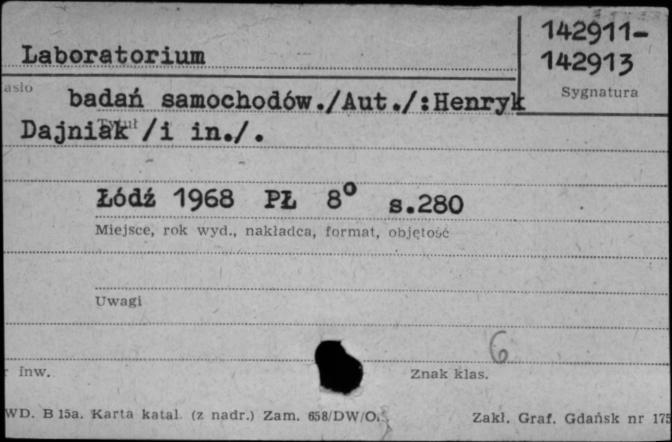 142911-
Laboratorium
142913
asło
Sygnatura
badań samochodów./Aut./:Henryk
Tytuł
Dajniak /i in./.
Łódź 1968 PŁ 8° s.280
Miejsce, rok wyd., nakładca, format, objętość
Uwagi
6
r inw.
Znak klas.
WD. B 15a. Karta katal. (z nadr.) Zam. 658/DW/O.
Zakł. Graf. Gdańsk nr 175